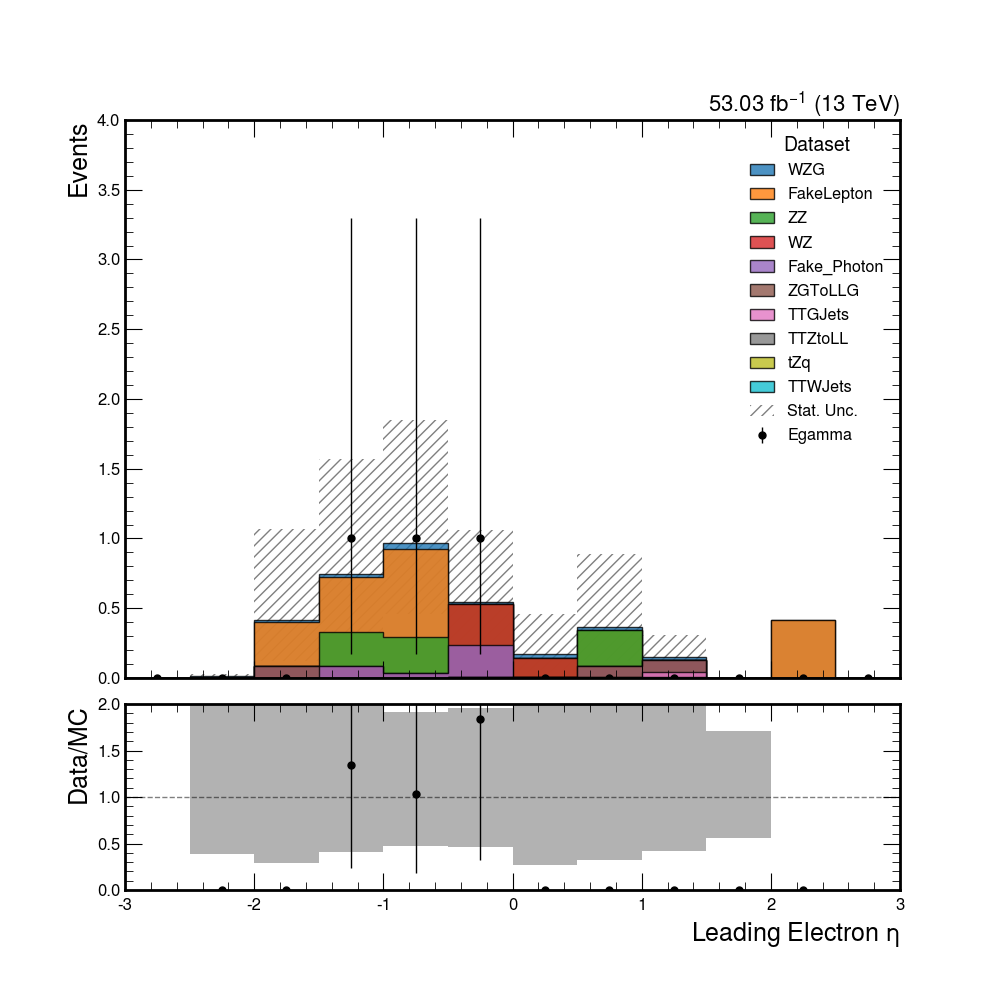 53.03 fb⁻¹ (13 TeV)
Events
4.0
3.5
3.0
2.5
2.0
1.5
1.0
0.5
0.0
Dataset
WZG
FakeLepton
ZZ
WZ
Fake_Photon
ZGToLLG
TTGJets
TTZtoLL
tZq
TTWJets
Stat. Unc.
Egamma
Data/MC
2.0
1.5
1.0
0.5
0.0
-3 -2 -1 0 1 2 3
Leading Electron η